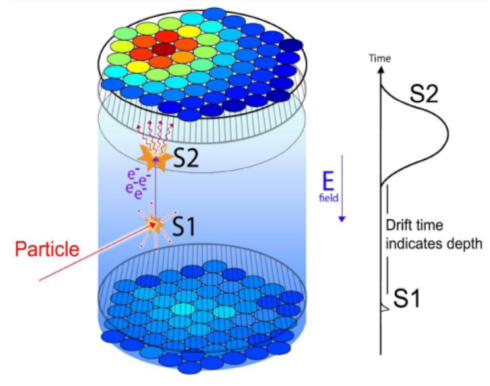 Time
S2
S2
e⁻
e⁻e⁻
e⁻
E
field
S1
Particle
Drift time
indicates depth
S1